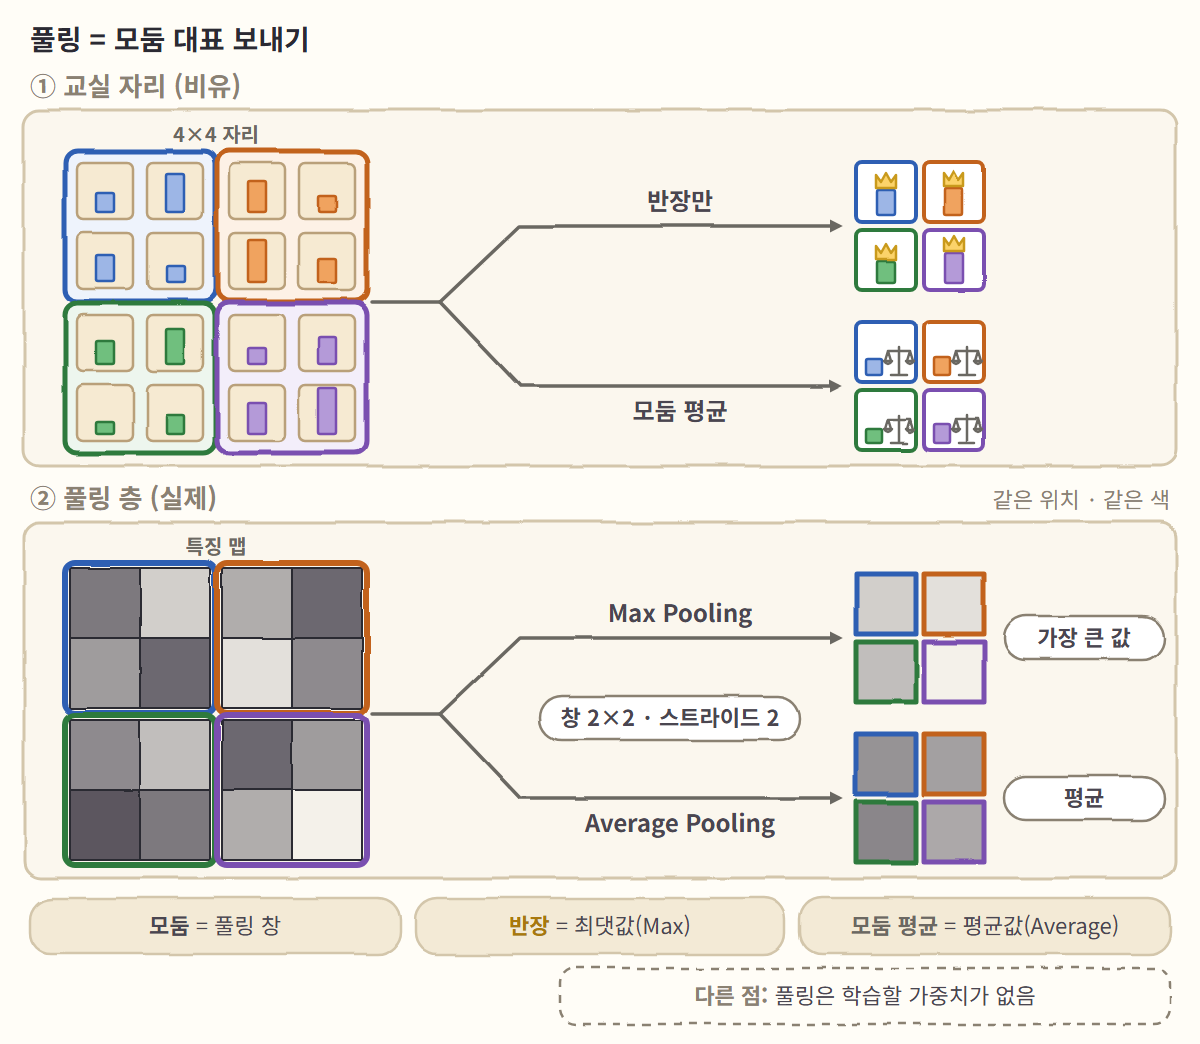 풀링 = 모둠 대표 보내기
① 교실 자리 (비유)
4×4 자리
반장만
모둠 평균
② 풀링 층 (실제)
같은 위치 · 같은 색
특징 맵
Max Pooling
가장 큰 값
창 2×2 · 스트라이드 2
평균
Average Pooling
모둠 = 풀링 창
반장 = 최댓값(Max)
모둠 평균 = 평균값(Average)
다른 점: 풀링은 학습할 가중치가 없음